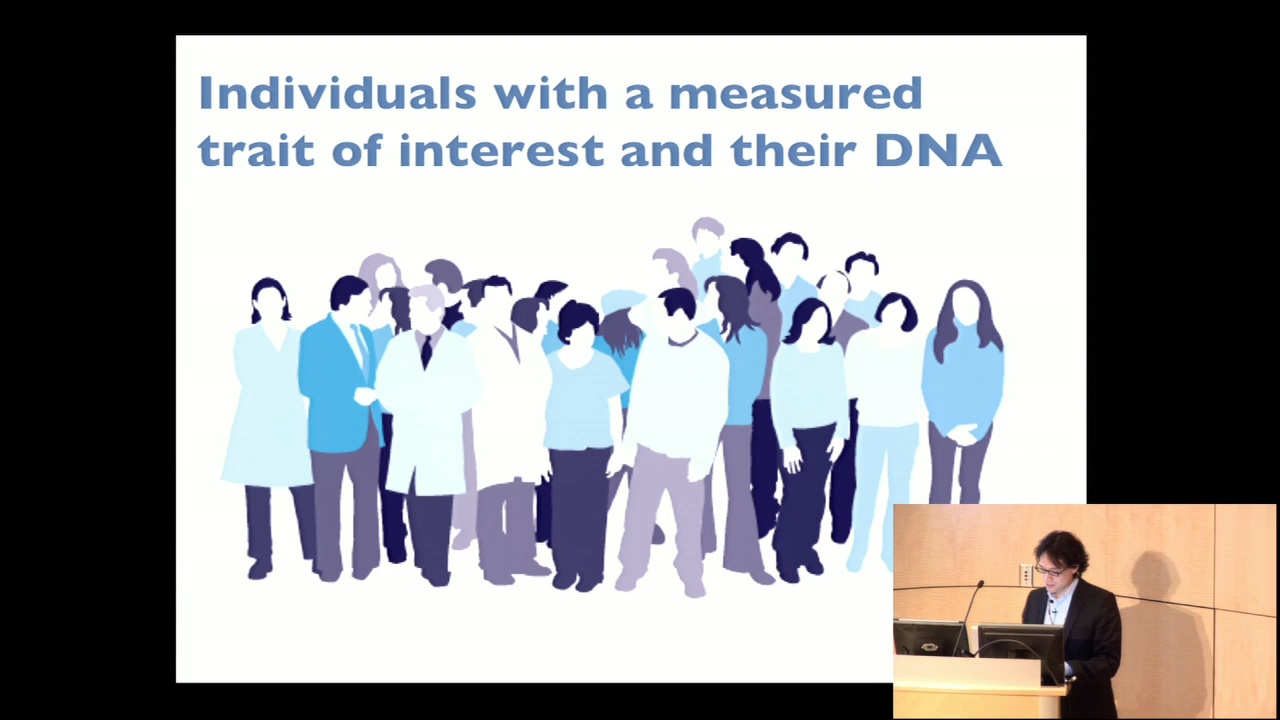 Individuals with a measured
trait of interest and their DNA